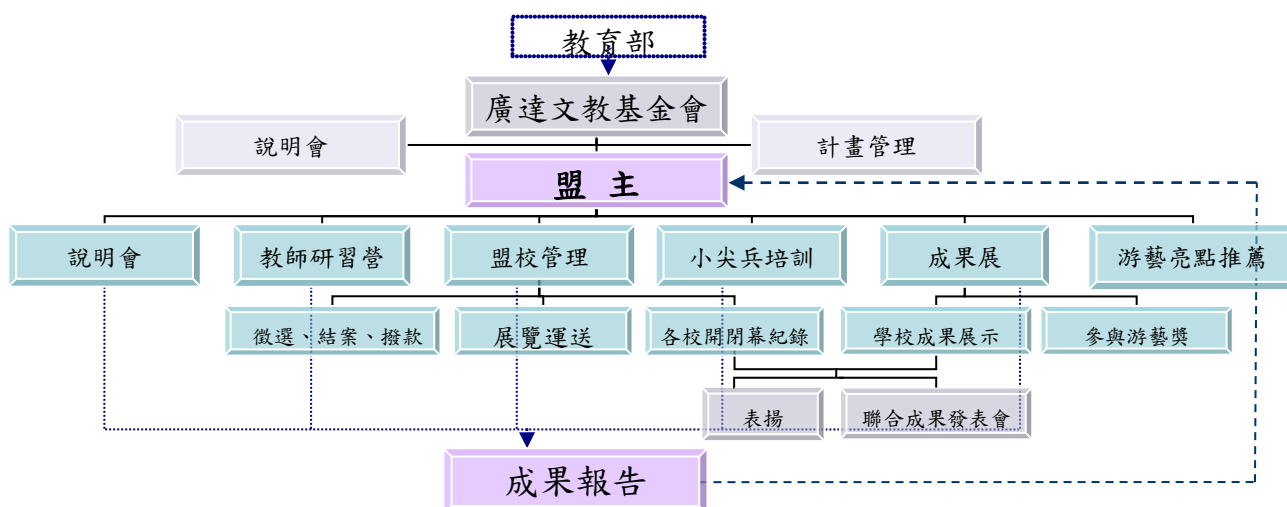 教育部
廣達文教基金會
說明會
計畫管理
盟 主
說明會
教師研習營
盟校管理
小尖兵培訓
成果展
游藝亮點推薦
徵選、結案、撥款
展覽運送
各校開閉幕紀錄
學校成果展示
參與游藝獎
表揚
聯合成果發表會
成果報告